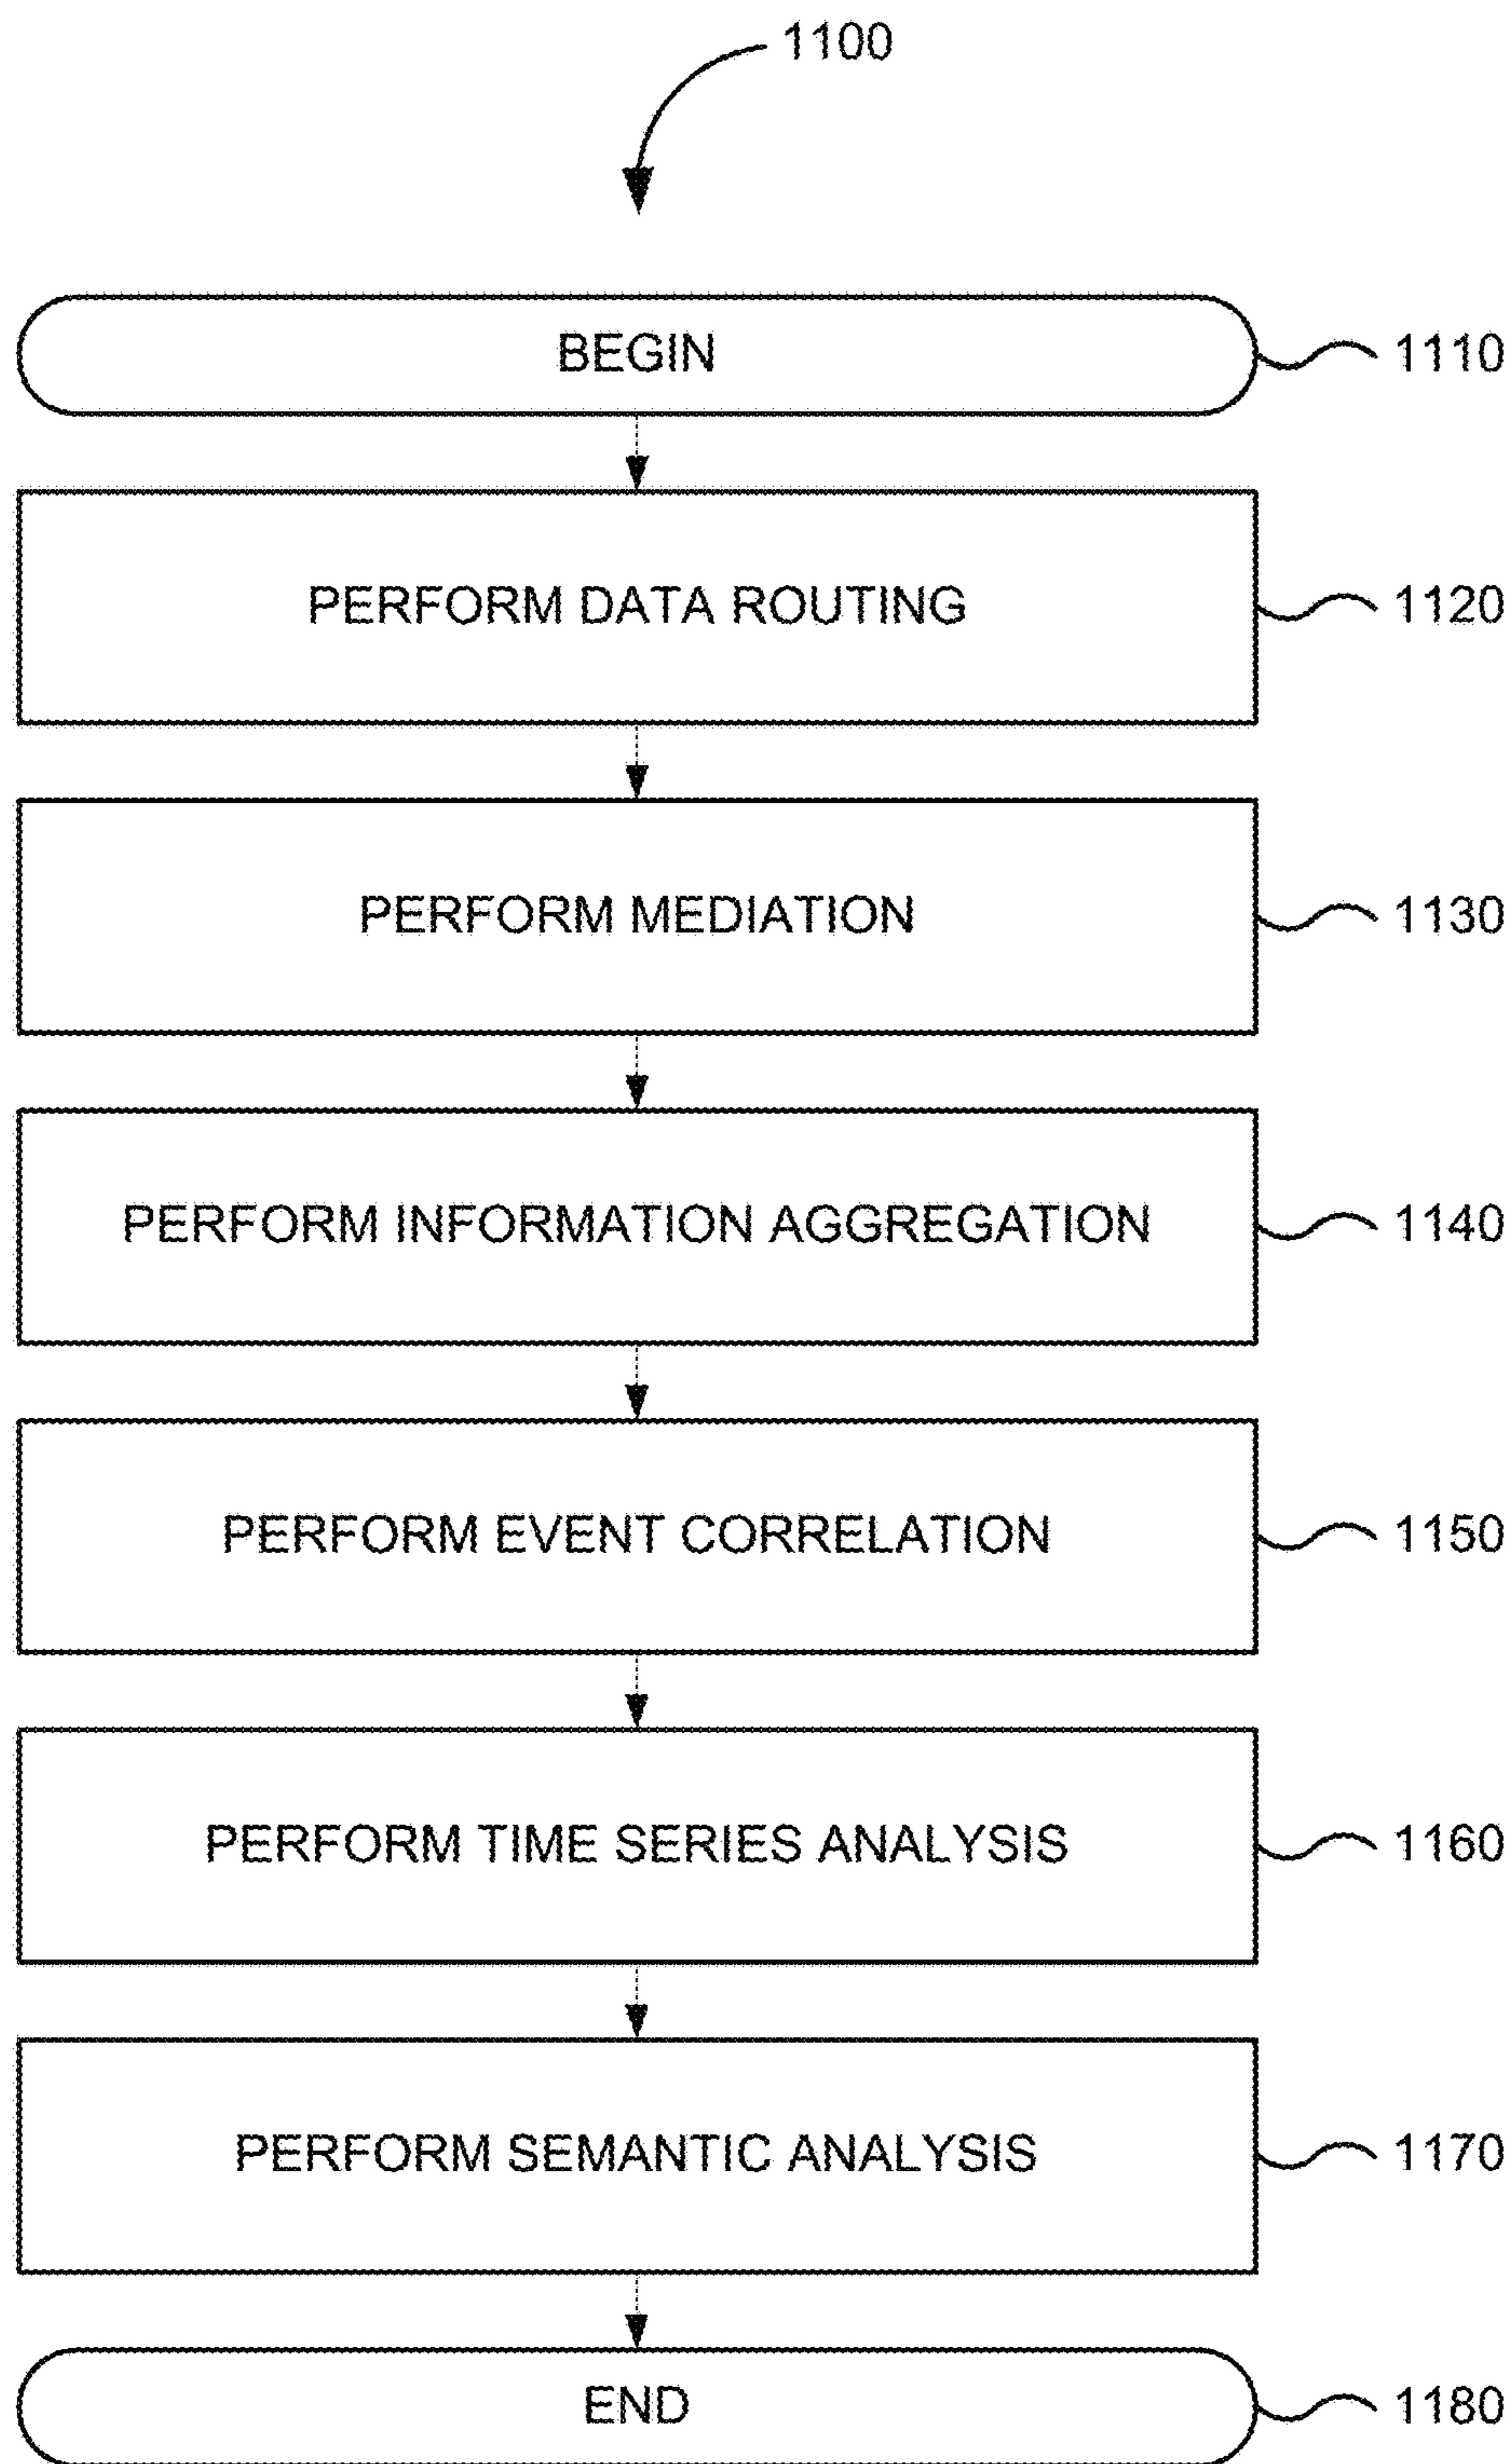 1100
BEGIN
1110
PERFORM DATA ROUTING
1120
PERFORM MEDIATION
1130
PERFORM INFORMATION AGGREGATION
1140
PERFORM EVENT CORRELATION
1150
PERFORM TIME SERIES ANALYSIS
1160
PERFORM SEMANTIC ANALYSIS
1170
END
1180